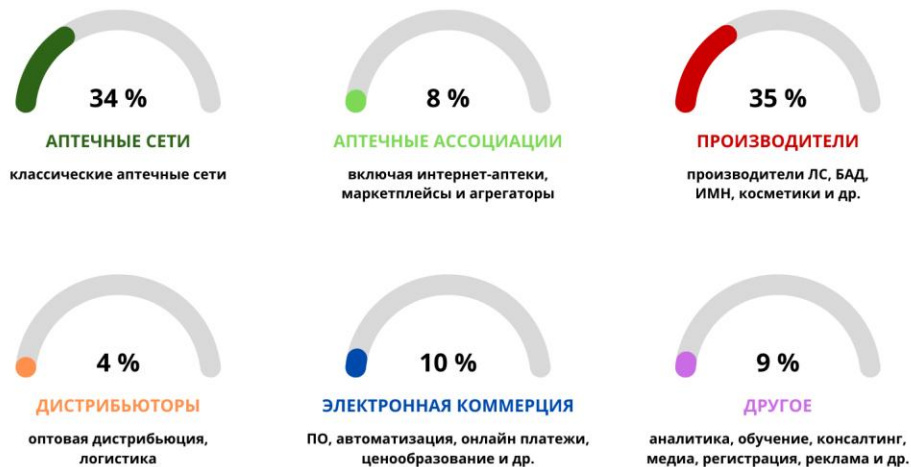 34 %
АПТЕЧНЫЕ СЕТИ
классические аптечные сети
8 %
АПТЕЧНЫЕ АССОЦИАЦИИ
включая интернет-аптеки,
маркетплейсы и агрегаторы
35 %
ПРОИЗВОДИТЕЛИ
производители ЛС, БАД,
ИМН, косметики и др.
4 %
ДИСТРИБЬЮТОРЫ
оптовая дистрибьюция,
логистика
10 %
ЭЛЕКТРОННАЯ КОММЕРЦИЯ
ПО, автоматизация, онлайн платежи,
ценообразование и др.
9 %
ДРУГОЕ
аналитика, обучение, консалтинг,
медиа, регистрация, реклама и др.